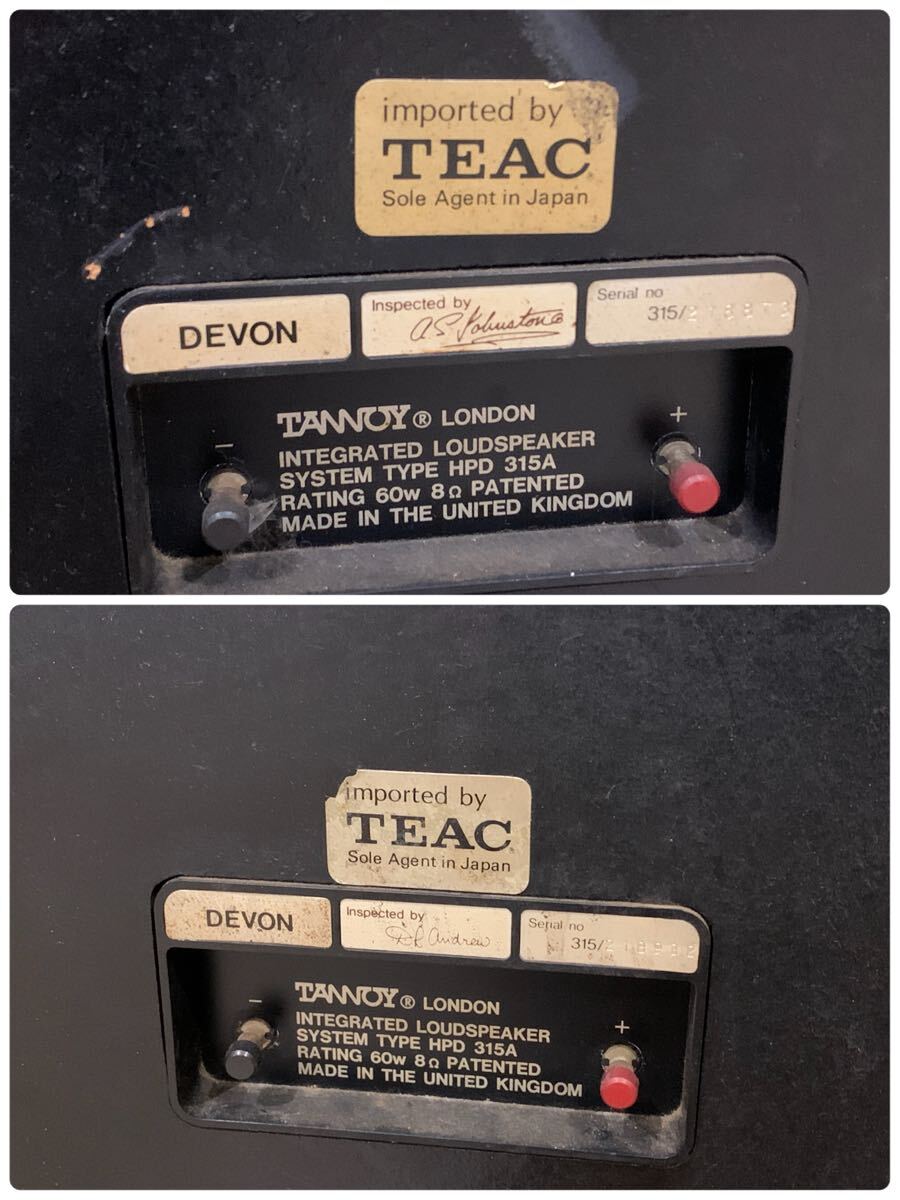 imported by
TEAC
Sole Agent in Japan
DEVON
Inspected by
A.S. Johnstone
Serial no
315/
TANNOY® LONDON
INTEGRATED LOUDSPEAKER
SYSTEM TYPE HPD 315A
RATING 60w 8Ω PATENTED
MADE IN THE UNITED KINGDOM
−
+
imported by
TEAC
Sole Agent in Japan
DEVON
Inspected by
Andrew
Serial no
315/
TANNOY® LONDON
INTEGRATED LOUDSPEAKER
SYSTEM TYPE HPD 315A
RATING 60w 8Ω PATENTED
MADE IN THE UNITED KINGDOM
−
+